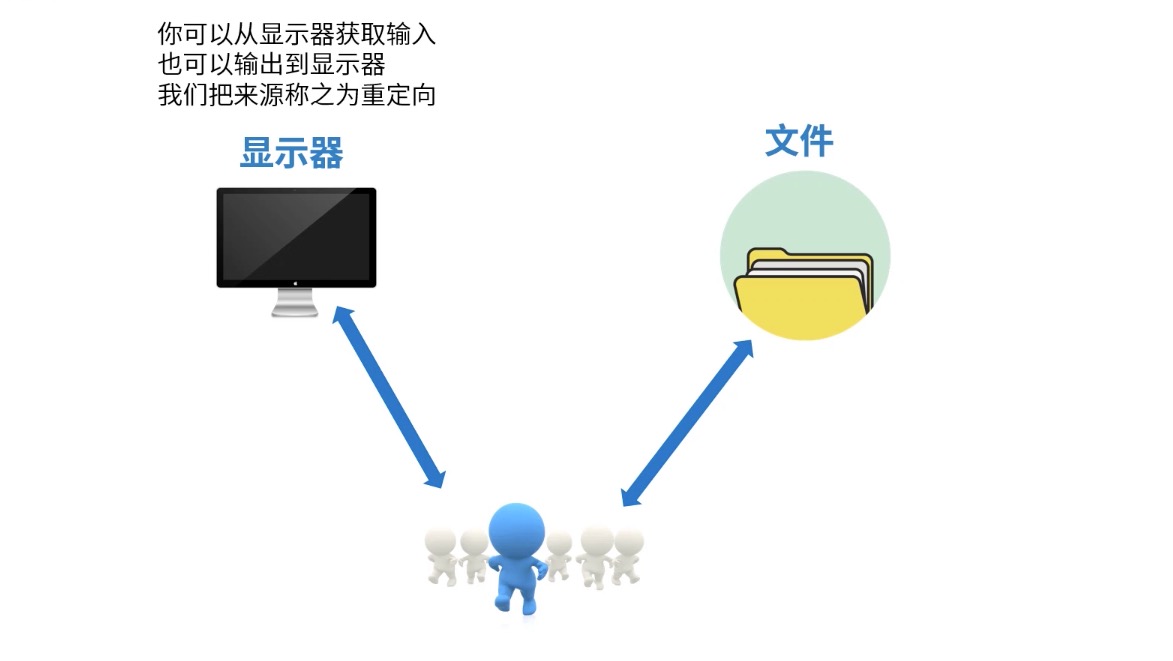 你可以从显示器获取输入
也可以输出到显示器
我们把来源称之为重定向
显示器
文件